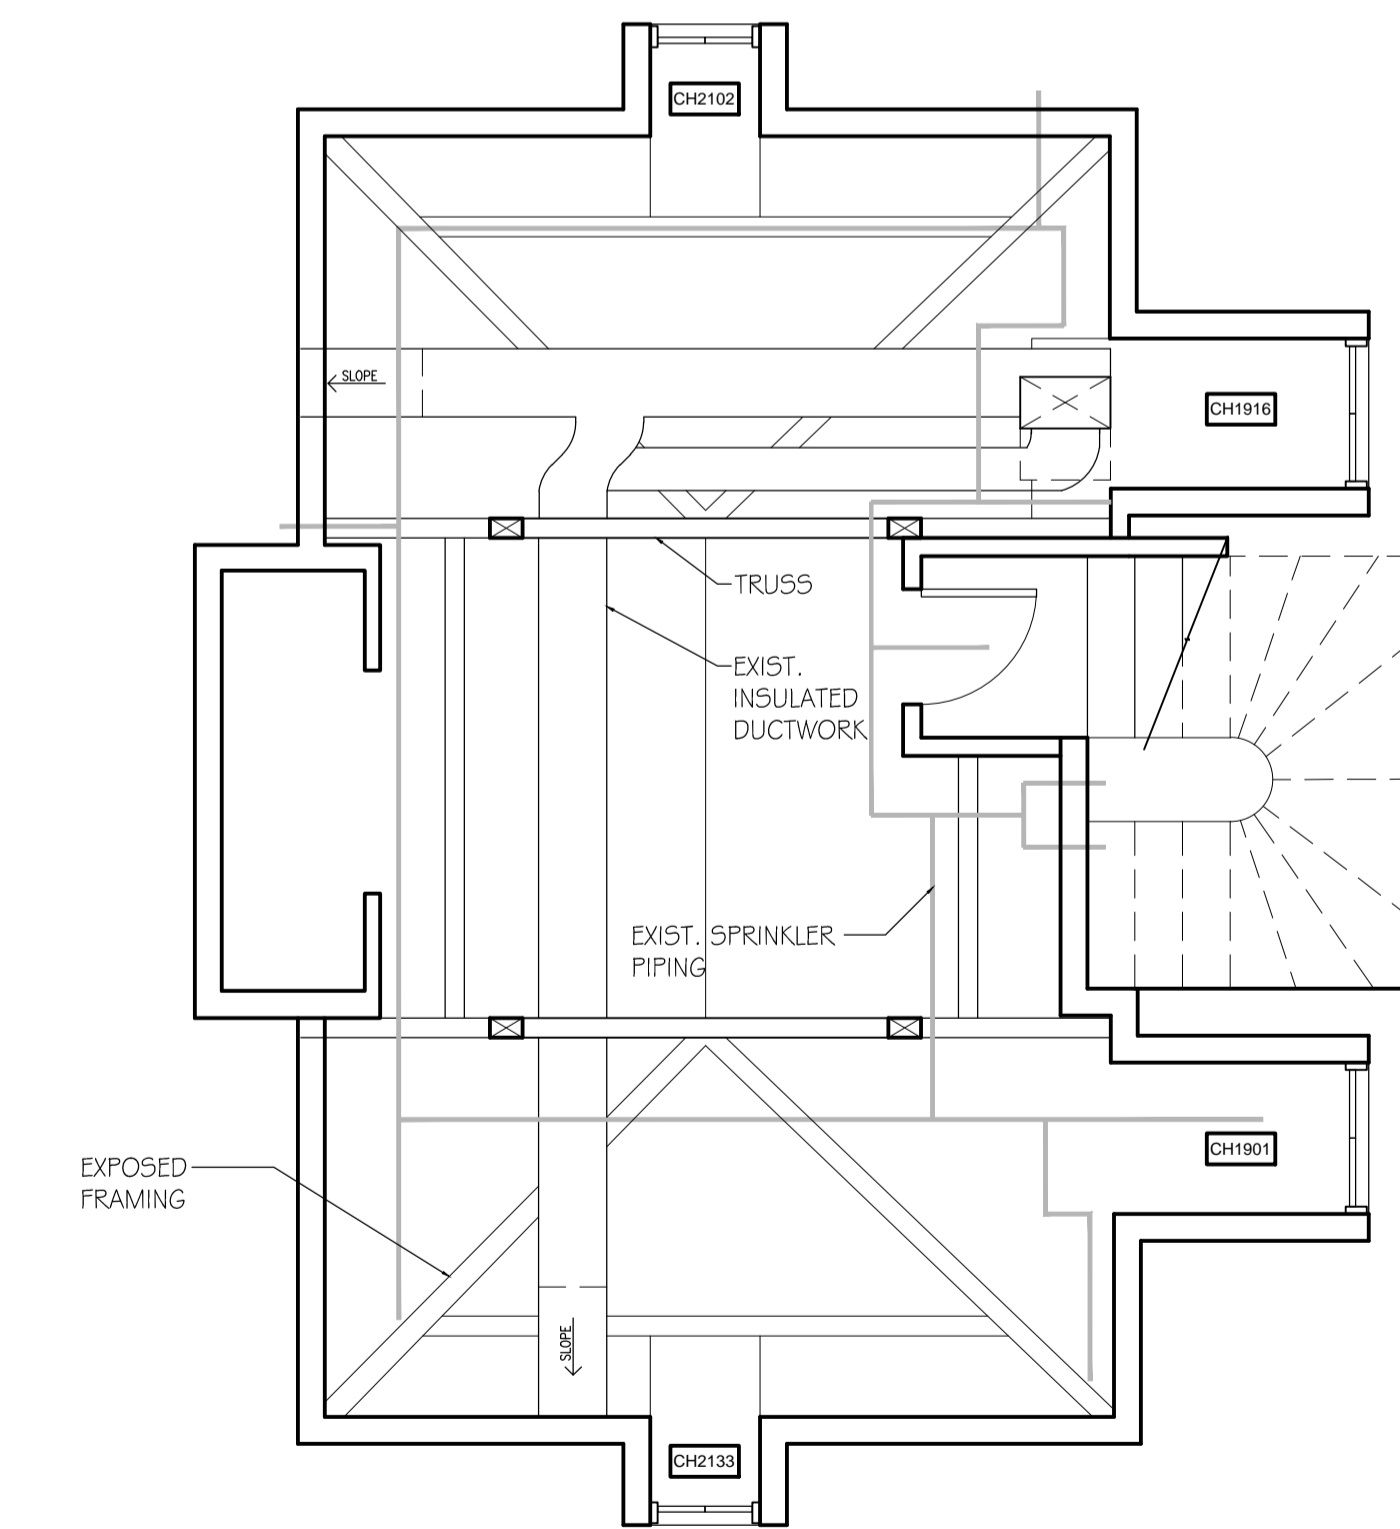 CH2102
SLOPE
CH1916
TRUSS
EXIST.
INSULATED
DUCTWORK
EXIST. SPRINKLER
PIPING
CH1901
EXPOSED
FRAMING
SLOPE
CH2133